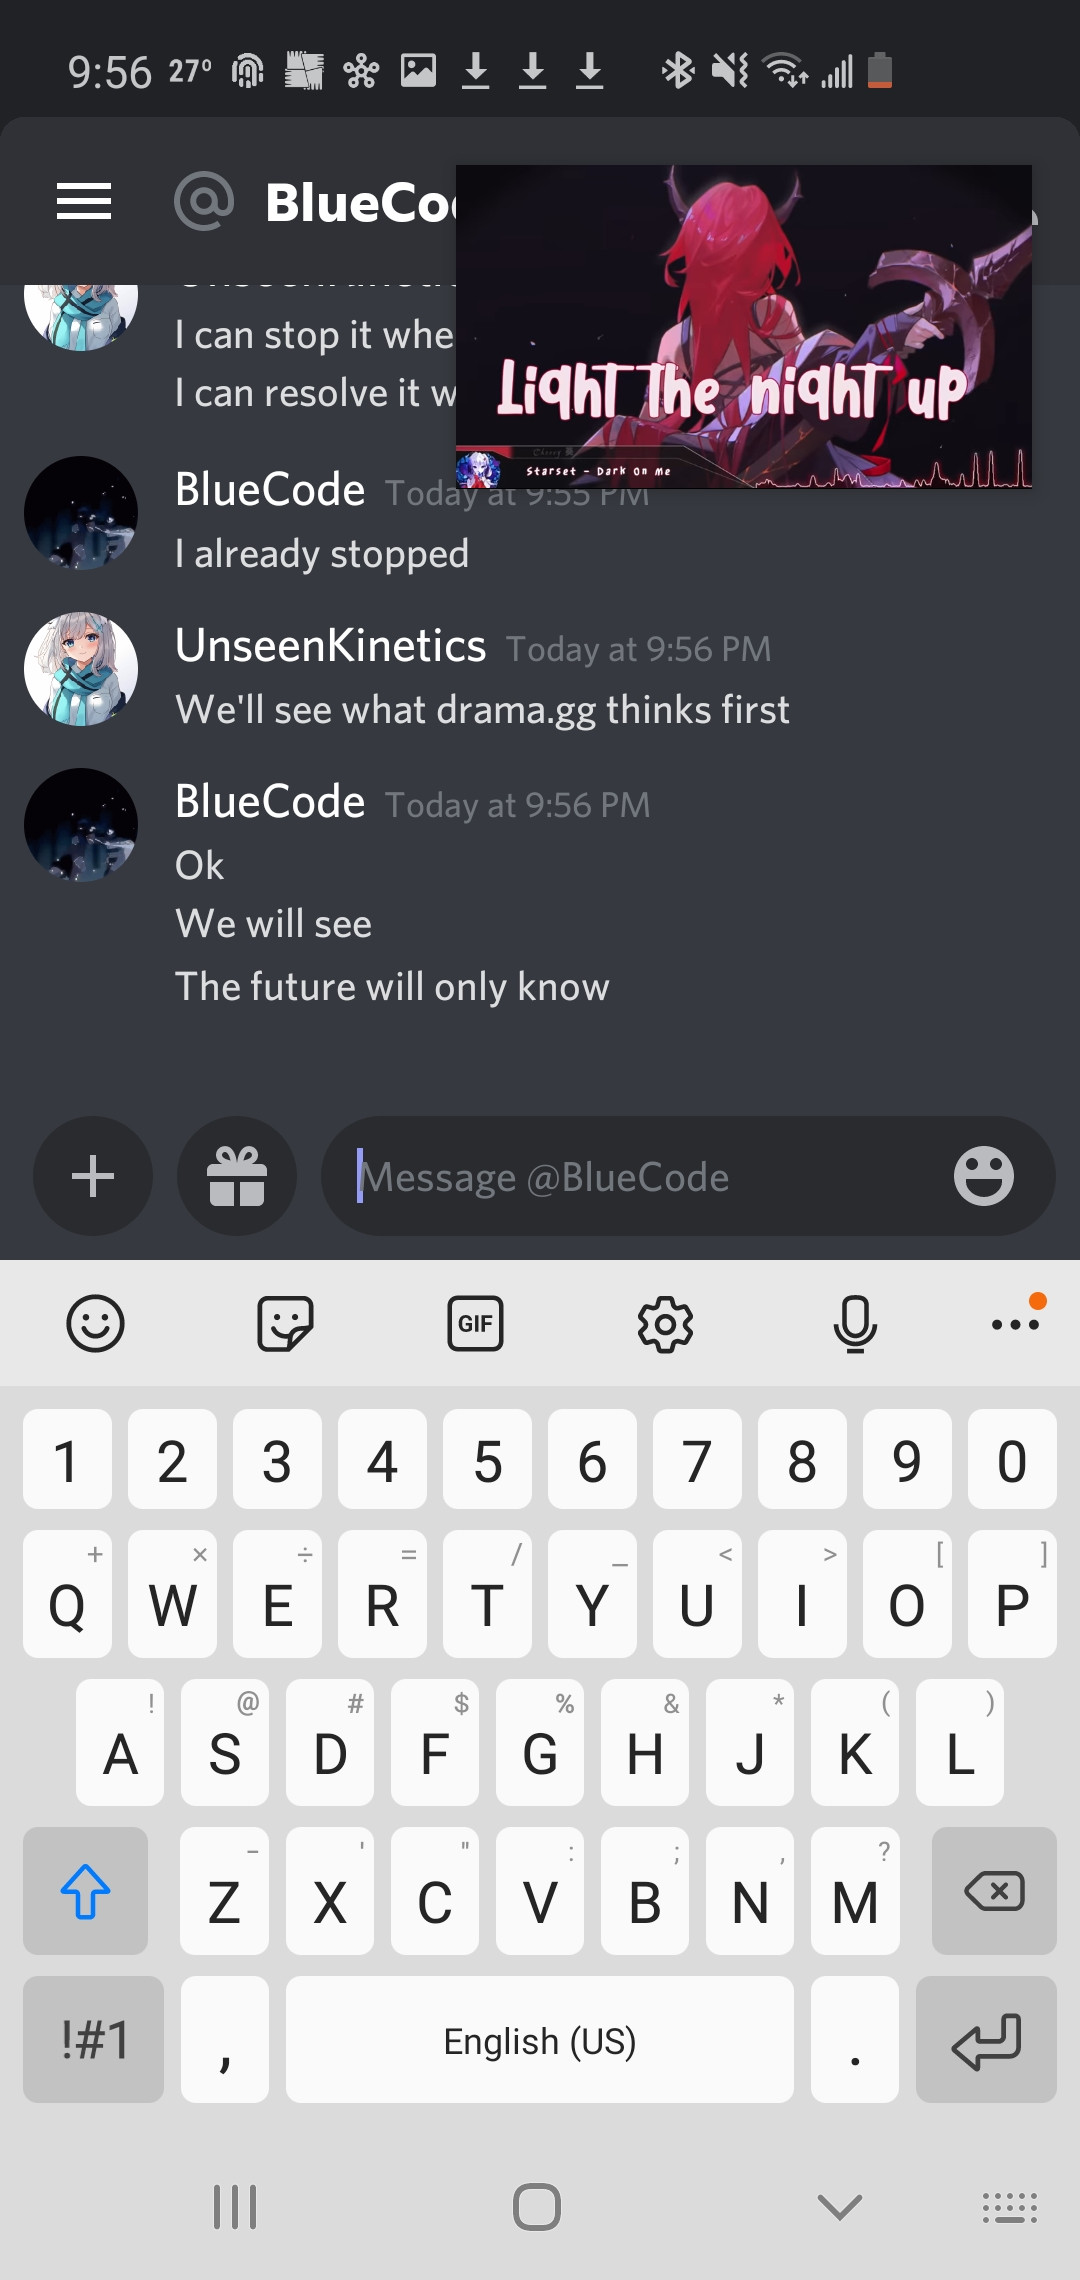 9:56 27°
@ BlueCo
I can stop it whe
I can resolve it w
Light the night up
Starset - Dark On Me
BlueCode Today at 9:55 PM
I already stopped
UnseenKinetics Today at 9:56 PM
We'll see what drama.gg thinks first
BlueCode Today at 9:56 PM
Ok
We will see
The future will only know
Message @BlueCode
GIF
1 2 3 4 5 6 7 8 9 0
+ × ÷ = / _ < > [ ]
Q W E R T Y U I O P
! @ # $ % & * ( )
A S D F G H J K L
- ' " : ; , ?
Z X C V B N M
!#1 , English (US) .